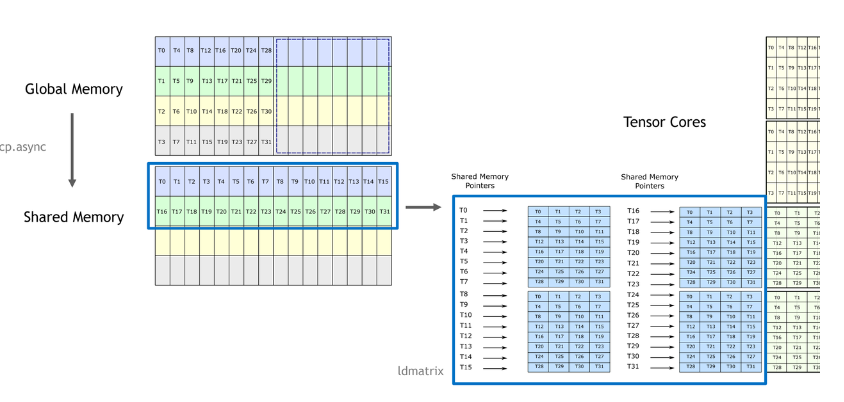 Global Memory
cp.async
Shared Memory
T0 T4 T8 T12 T16 T20 T24 T28
T1 T5 T9 T13 T17 T21 T25 T29
T2 T6 T10 T14 T18 T22 T26 T30
T3 T7 T11 T15 T19 T23 T27 T31
T0 T1 T2 T3 T4 T5 T6 T7 T8 T9 T10 T11 T12 T13 T14 T15
T16 T17 T18 T19 T20 T21 T22 T23 T24 T25 T26 T27 T28 T29 T30 T31
Tensor Cores
Shared Memory
Pointers
T0
T1
T2
T3
T4
T5
T6
T7
T8
T9
T10
T11
T12
T13
T14
T15
T0 T1 T2 T3
T4 T5 T6 T7
T8 T9 T10 T11
T12 T13 T14 T15
T16 T17 T18 T19
T20 T21 T22 T23
T24 T25 T26 T27
T28 T29 T30 T31
T0 T1 T2 T3
T4 T5 T6 T7
T8 T9 T10 T11
T12 T13 T14 T15
T16 T17 T18 T19
T20 T21 T22 T23
T24 T25 T26 T27
T28 T29 T30 T31
Shared Memory
Pointers
T16
T17
T18
T19
T20
T21
T22
T23
T24
T25
T26
T27
T28
T29
T30
T31
T0 T1 T2 T3
T4 T5 T6 T7
T8 T9 T10 T11
T12 T13 T14 T15
T16 T17 T18 T19
T20 T21 T22 T23
T24 T25 T26 T27
T28 T29 T30 T31
T0 T1 T2 T3
T4 T5 T6 T7
T8 T9 T10 T11
T12 T13 T14 T15
T16 T17 T18 T19
T20 T21 T22 T23
T24 T25 T26 T27
T28 T29 T30 T31
ldmatrix
T0 T4 T8 T12 T16
T1 T5 T9 T13 T17
T2 T6 T10 T14 T18
T3 T7 T11 T15 T19
T0 T4 T8 T12 T16
T1 T5 T9 T13 T17
T2 T6 T10 T14 T18
T3 T7 T11 T15 T19
T0 T1
T4 T5
T8 T9
T12 T13
T16 T17
T20 T21
T24 T25
T28 T29
T0 T1
T4 T5
T8 T9
T12 T13
T16 T17
T20 T21
T24 T25
T28 T29